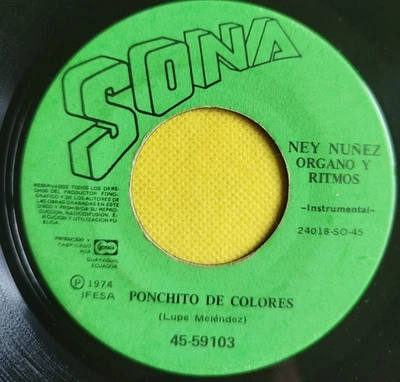 SONA
NEY NUÑEZ
ORGANO Y
RITMOS
-Instrumental-
24018-SO-45
RESERVADOS TODOS LOS DERE-
CHOS DEL PRODUCTOR FONO-
GRAFICO Y DE LOS AUTORES DE
LAS OBRAS GRABADAS EN ESTE
DISCO Y PROHIBIDA SU REPRO-
DUCCION, RADIODIFUSION, E-
JECUCION Y UTILIZACION PU-
BLICA.
PRODUCIDO Y
FABRICADO
POR
GUAYAQUIL
ECUADOR
Ⓟ 1974
IFESA
PONCHITO DE COLORES
(Lupe Meléndez)
45-59103